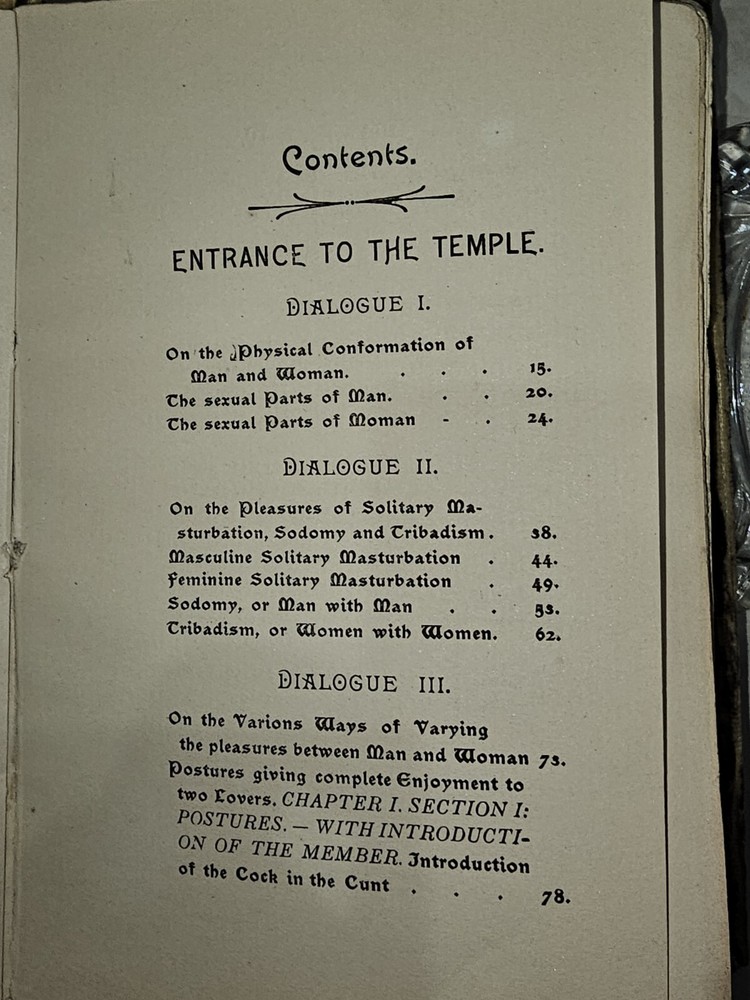 Contents.
ENTRANCE TO THE TEMPLE.
DIALOGUE I.
On the Physical Conformation of
Man and Woman. . . . 15.
The sexual Parts of Man. . . 20.
The sexual Parts of Moman - . 24.
DIALOGUE II.
On the Pleasures of Solitary Ma-
sturbation, Sodomy and Tribadism. 38.
Masculine Solitary Masturbation . 44.
Feminine Solitary Masturbation . 49.
Sodomy, or Man with Man . . 53.
Tribadism, or Women with Women. 62.
DIALOGUE III.
On the Varions Ways of Varying
the pleasures between Man and Woman 73.
Postures giving complete Enjoyment to
two Lovers. CHAPTER I. SECTION I:
POSTURES. — WITH INTRODUCTI-
ON OF THE MEMBER. Introduction
of the Cock in the Cunt . . . 78.